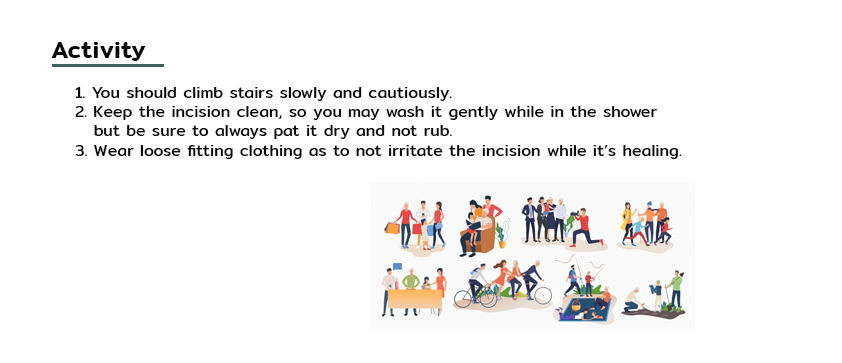 Activity
1. You should climb stairs slowly and cautiously.
2. Keep the incision clean, so you may wash it gently while in the shower
but be sure to always pat it dry and not rub.
3. Wear loose fitting clothing as to not irritate the incision while it's healing.